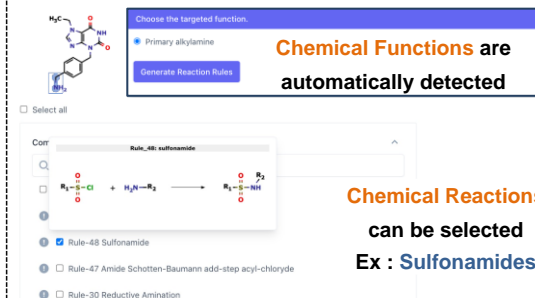 H₃C
O
N
NH
N
N
O
NH₂
Choose the targeted function.
Primary alkylamine
Generate Reaction Rules
Chemical Functions are
automatically detected
Select all
Com
Rule_48: sulfonamide
R₁-S-Cl + H₂N-R₂ → R₁-S-NH
O
O
O
O
R₂
Chemical Reactions
can be selected
Ex : Sulfonamides
Rule-48 Sulfonamide
Rule-47 Amide Schotten-Baumann add-step acyl-chloryde
Rule-30 Reductive Amination